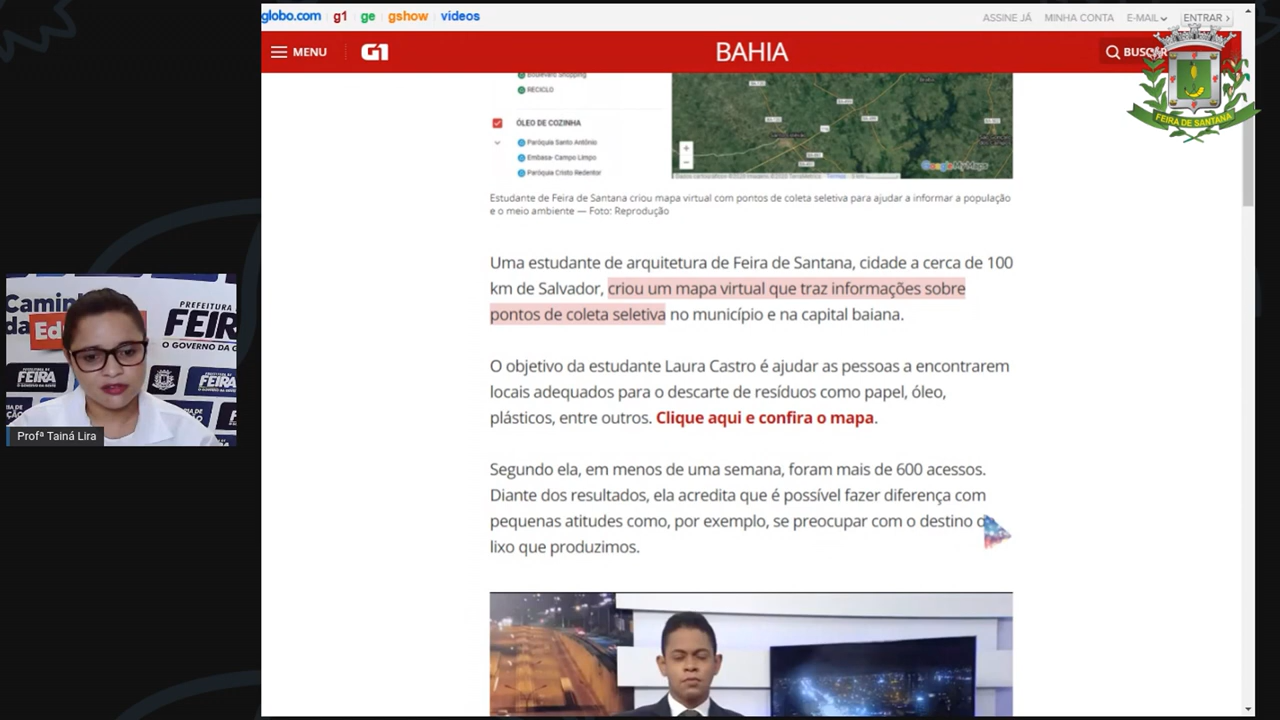 globo.com g1 ge gshow videos
ASSINE JÁ MINHA CONTA E-MAIL ENTRAR
MENU G1 BAHIA BUSCAR
FEIRA DE SANTANA
Boulevard Shopping
RECICLO
ÓLEO DE COZINHA
Paróquia Santo Antônio
Embasa- Campo Limpo
Paróquia Cristo Redentor
Google My Maps
Estudante de Feira de Santana criou mapa virtual com pontos de coleta seletiva para ajudar a informar a população
e o meio ambiente — Foto: Reprodução
Uma estudante de arquitetura de Feira de Santana, cidade a cerca de 100
km de Salvador, criou um mapa virtual que traz informações sobre
pontos de coleta seletiva no município e na capital baiana.
O objetivo da estudante Laura Castro é ajudar as pessoas a encontrarem
locais adequados para o descarte de resíduos como papel, óleo,
plásticos, entre outros. Clique aqui e confira o mapa.
Segundo ela, em menos de uma semana, foram mais de 600 acessos.
Diante dos resultados, ela acredita que é possível fazer diferença com
pequenas atitudes como, por exemplo, se preocupar com o destino
lixo que produzimos.
PREFEITURA
FEIRA
Profª Tainá Lira